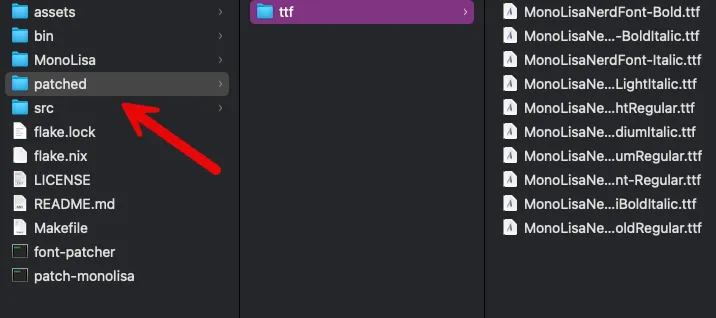 assets
bin
MonoLisa
patched
src
flake.lock
flake.nix
LICENSE
README.md
Makefile
font-patcher
patch-monolisa
ttf
MonoLisaNerdFont-Bold.ttf
MonoLisaNe...-BoldItalic.ttf
MonoLisaNerdFont-Italic.ttf
MonoLisaNe...LightItalic.ttf
MonoLisaNe...htRegular.ttf
MonoLisaNe...diumItalic.ttf
MonoLisaNe...umRegular.ttf
MonoLisaNe...nt-Regular.ttf
MonoLisaNe...iBoldItalic.ttf
MonoLisaNe...oldRegular.ttf